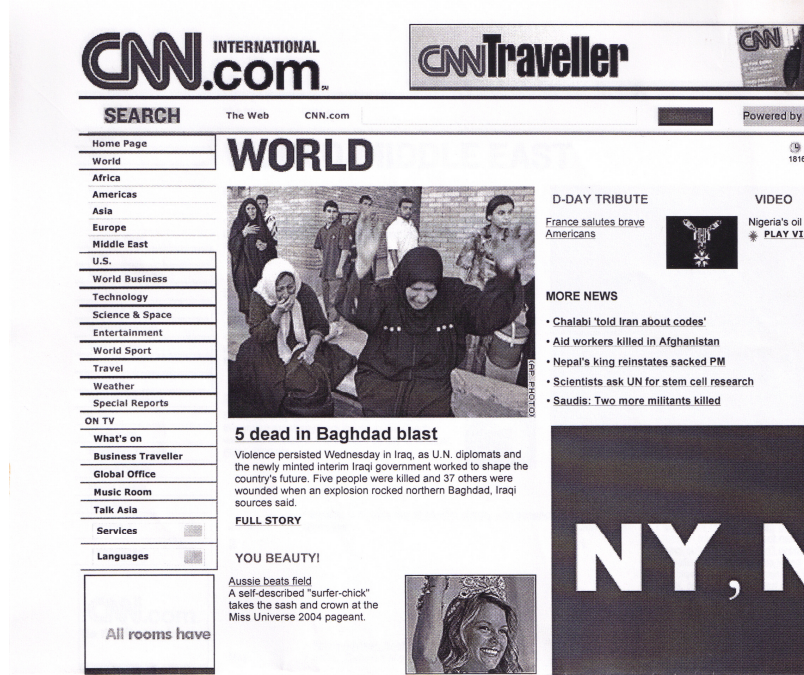 CNN.com
INTERNATIONAL
CNN Traveller
CNN
SEARCH
The Web
CNN.com
Search
Powered by
Home Page
World
Africa
Americas
Asia
Europe
Middle East
U.S.
World Business
Technology
Science & Space
Entertainment
World Sport
Travel
Weather
Special Reports
ON TV
What's on
Business Traveller
Global Office
Music Room
Talk Asia
Services
Languages
All rooms have
WORLD
1816
(AP PHOTO)
5 dead in Baghdad blast
Violence persisted Wednesday in Iraq, as U.N. diplomats and
the newly minted interim Iraqi government worked to shape the
country's future. Five people were killed and 37 others were
wounded when an explosion rocked northern Baghdad, Iraqi
sources said.
FULL STORY
YOU BEAUTY!
Aussie beats field
A self-described "surfer-chick"
takes the sash and crown at the
Miss Universe 2004 pageant.
D-DAY TRIBUTE
France salutes brave
Americans
VIDEO
Nigeria's oil
PLAY VI
MORE NEWS
• Chalabi 'told Iran about codes'
• Aid workers killed in Afghanistan
• Nepal's king reinstates sacked PM
• Scientists ask UN for stem cell research
• Saudis: Two more militants killed
NY, N